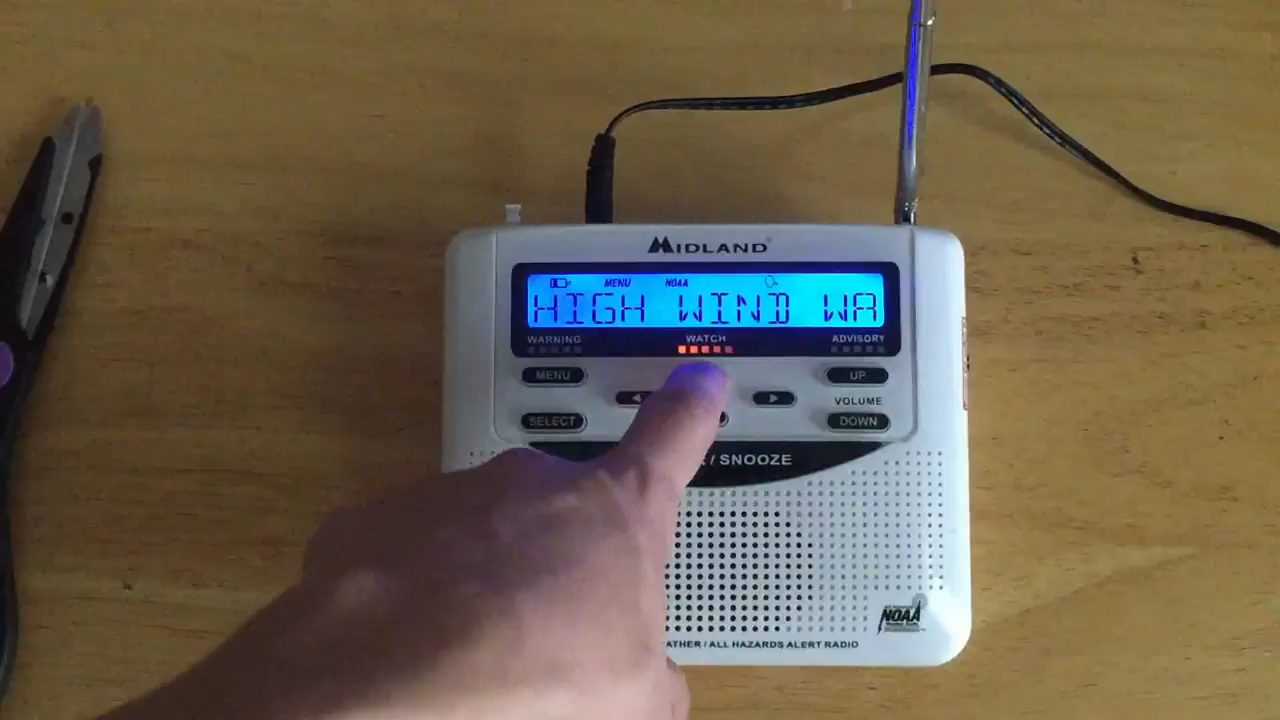 MIDLAND
MENU NOAA
HIGH WIND WA
WARNING WATCH ADVISORY
MENU UP
VOLUME
SELECT DOWN
/ SNOOZE
NOAA
/ ALL HAZARDS ALERT RADIO